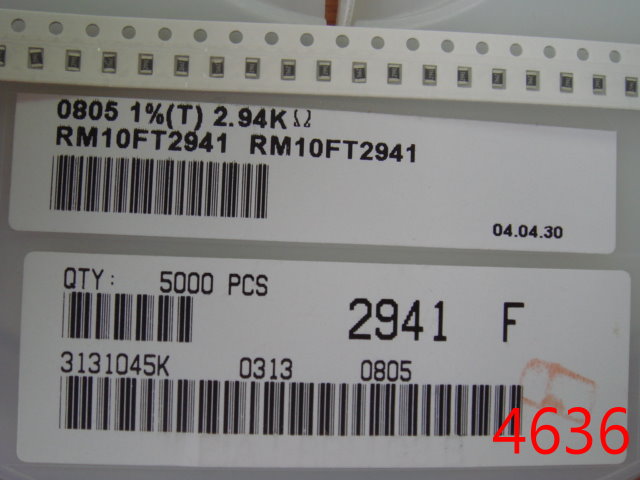 0805 1%(T) 2.94KΩ
RM10FT2941 RM10FT2941
04.04.30
QTY: 5000 PCS
2941 F
3131045K 0313 0805
4636